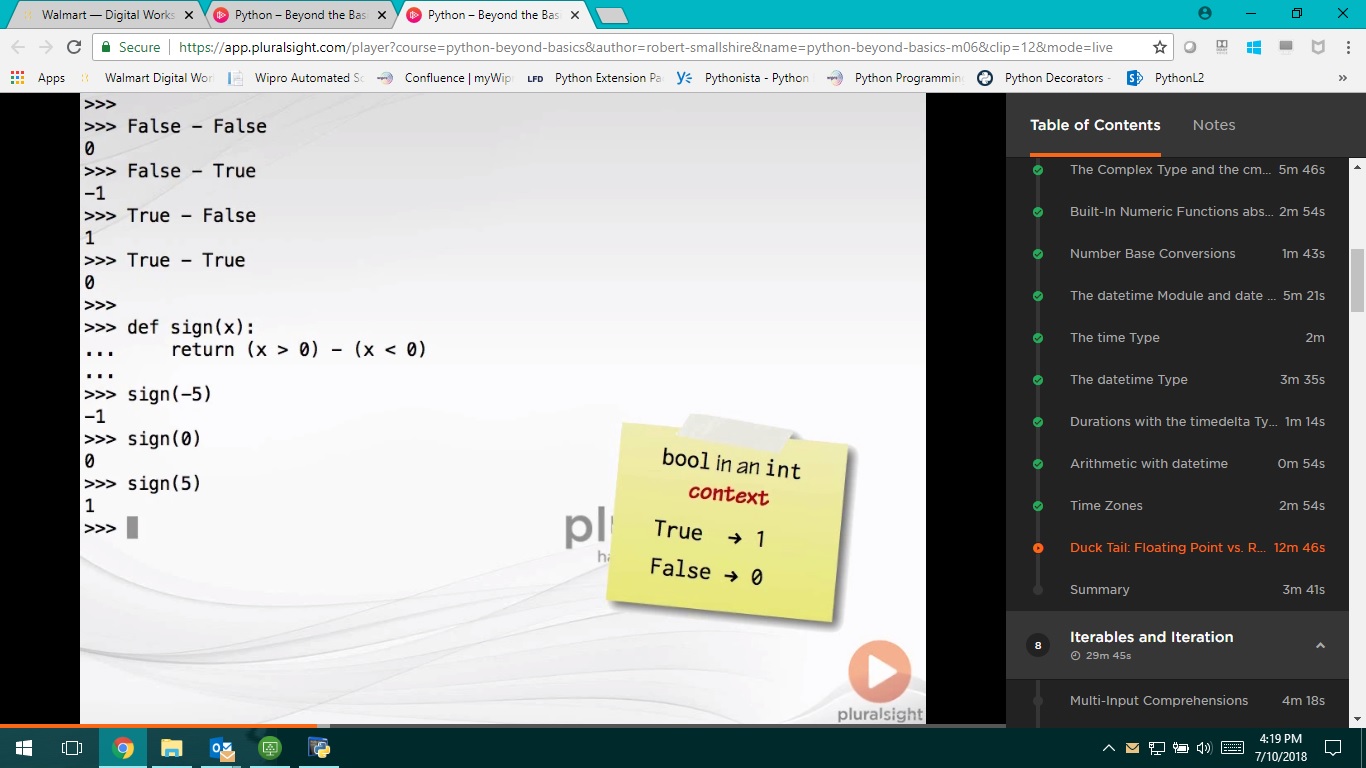 Walmart — Digital Works
Python – Beyond the Basi
Python – Beyond the Basi
Secure
https://app.pluralsight.com/player?course=python-beyond-basics&author=robert-smallshire&name=python-beyond-basics-m06&clip=12&mode=live
Apps
Walmart Digital Wor
Wipro Automated Sc
Confluence | myWip
LFD
Python Extension Pa
Pythonista - Python
Python Programmin
Python Decorators -
PythonL2
»
>>>
>>> False – False
0
>>> False – True
–1
>>> True – False
1
>>> True – True
0
>>>
>>> def sign(x):
...     return (x > 0) – (x < 0)
...
>>> sign(–5)
–1
>>> sign(0)
0
>>> sign(5)
1
>>>
bool in an int
context
True → 1
False → 0
pl
ha
pluralsight
Table of Contents
Notes
The Complex Type and the cm... 5m 46s
Built-In Numeric Functions abs... 2m 54s
Number Base Conversions 1m 43s
The datetime Module and date ... 5m 21s
The time Type 2m
The datetime Type 3m 35s
Durations with the timedelta Ty... 1m 14s
Arithmetic with datetime 0m 54s
Time Zones 2m 54s
Duck Tail: Floating Point vs. R... 12m 46s
Summary 3m 41s
8 Iterables and Iteration
29m 45s
Multi-Input Comprehensions 4m 18s
4:19 PM
7/10/2018